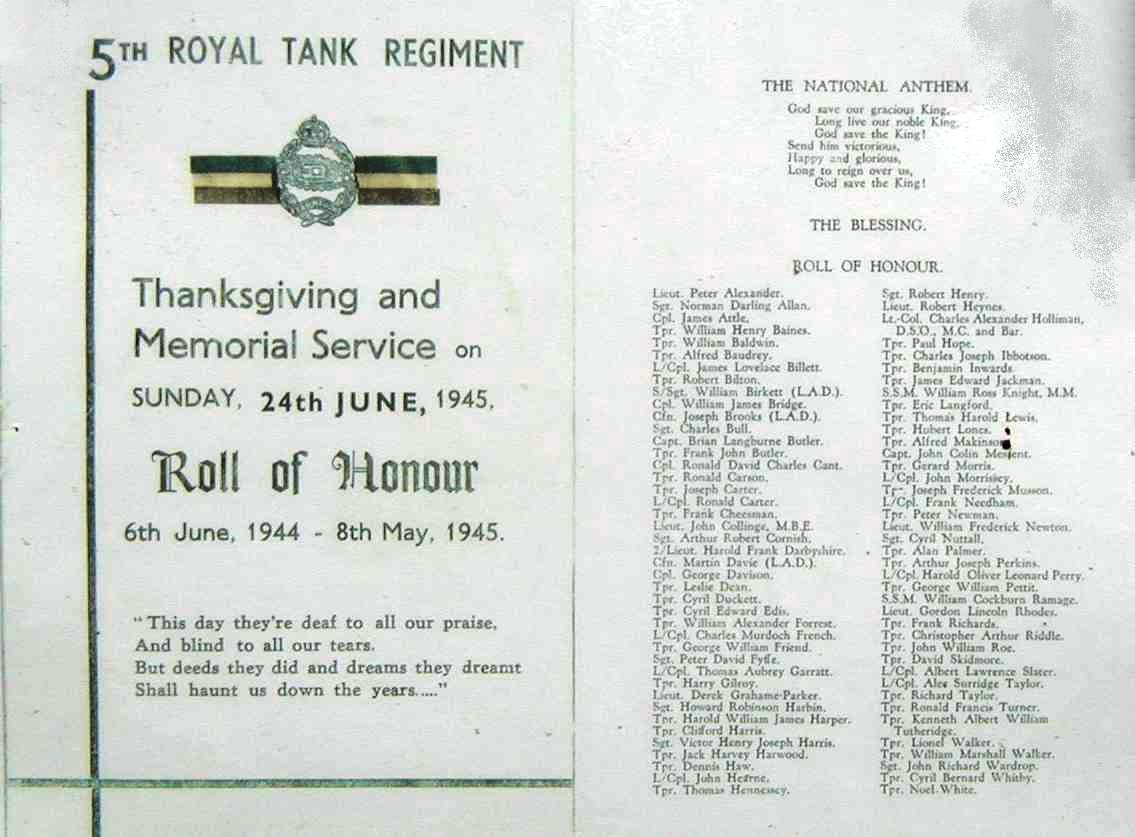 5TH ROYAL TANK REGIMENT
Thanksgiving and
Memorial Service on
SUNDAY, 24th JUNE, 1945.
Roll of Honour
6th June, 1944 - 8th May, 1945.
"This day they're deaf to all our praise,
And blind to all our tears.
But deeds they did and dreams they dreamt
Shall haunt us down the years....."
THE NATIONAL ANTHEM.
God save our gracious King,
Long live our noble King,
God save the King!
Send him victorious,
Happy and glorious,
Long to reign over us,
God save the King!
THE BLESSING.
ROLL OF HONOUR.
Lieut. Peter Alexander.
Sgt. Norman Darling Allan.
Cpl. James Attle.
Tpr. William Henry Baines.
Tpr. William Baldwin.
Tpr. Alfred Baudrey.
L/Cpl. James Lovelace Billett.
Tpr. Robert Bilton.
S/Sgt. William Birkett (L.A.D.).
Cpl. William James Bridge.
Cfn. Joseph Brooks (L.A.D.).
Sgt. Charles Bull.
Capt. Brian Langburne Butler.
Tpr. Frank John Butler.
Cpl. Ronald David Charles Cant.
Tpr. Ronald Carson.
Tpr. Joseph Carter.
L/Cpl. Ronald Carter.
Tpr. Frank Cheesman.
Lieut. John Collinge, M.B.E.
Sgt. Arthur Robert Cornish.
2/Lieut. Harold Frank Darbyshire.
Cfn. Martin Davie (L.A.D.).
Cpl. George Davison.
Tpr. Leslie Dean.
Tpr. Cyril Duckett.
Tpr. Cyril Edward Edis.
Tpr. William Alexander Forrest.
L/Cpl. Charles Murdoch French.
Tpr. George William Friend.
Sgt. Peter David Fyffe.
L/Cpl. Thomas Aubrey Garratt.
Tpr. Harry Gilroy.
Lieut. Derek Grahame-Parker.
Sgt. Howard Robinson Harbin.
Tpr. Harold William James Harper.
Tpr. Clifford Harris.
Sgt. Victor Henry Joseph Harris.
Tpr. Jack Harvey Harwood.
Tpr. Dennis Haw.
L/Cpl. John Hearne.
Tpr. Thomas Hennessey.
Sgt. Robert Henry.
Lieut. Robert Heynes.
Lt.-Col. Charles Alexander Holliman,
D.S.O., M.C. and Bar.
Tpr. Paul Hope.
Tpr. Charles Joseph Ibbotson.
Tpr. Benjamin Inwards.
Tpr. James Edward Jackman.
S.S.M. William Ross Knight, M.M.
Tpr. Eric Langford.
Tpr. Thomas Harold Lewis.
Tpr. Hubert Lones.
Tpr. Alfred Makinson
Capt. John Colin
Tpr. Gerard Morris.
L/Cpl. John Morrissey.
Tpr. Joseph Frederick Musson.
L/Cpl. Frank Needham.
Tpr. Peter Newman.
Lieut. William Frederick Newton.
Sgt. Cyril Nuttall.
Tpr. Alan Palmer.
Tpr. Arthur Joseph Perkins.
L/Cpl. Harold Oliver Leonard Perry.
Tpr. George William Pettit.
S.S.M. William Cockburn Ramage.
Lieut. Gordon Lincoln Rhodes.
Tpr. Frank Richards.
Tpr. Christopher Arthur Riddle.
Tpr. John William Roe.
Tpr. David Skidmore.
L/Cpl. Albert Lawrence Slater.
L/Cpl. Alec Surridge Taylor.
Tpr. Richard Taylor.
Tpr. Ronald Francis Turner.
Tpr. Kenneth Albert William
Tutheridge.
Tpr. Lionel Walker.
Tpr. William Marshall Walker.
Sgt. John Richard Wardrop.
Tpr. Cyril Bernard Whitby.
Tpr. Noel White.